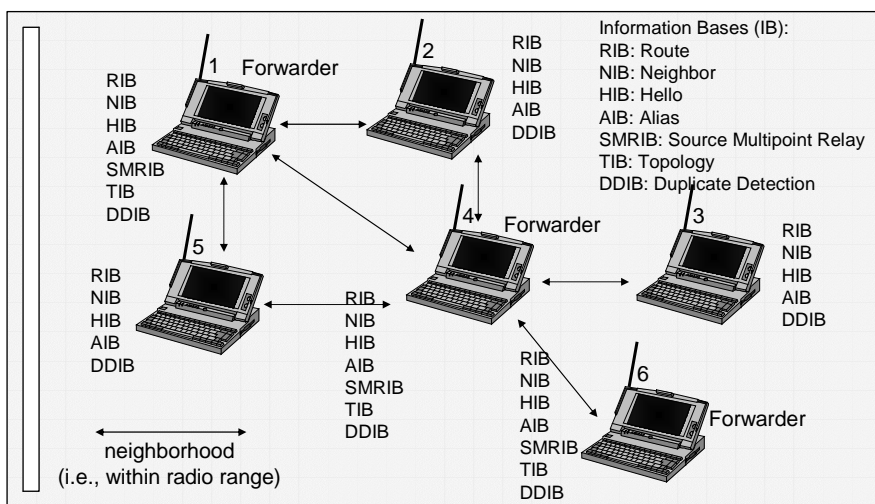 1
Forwarder
RIB
NIB
HIB
AIB
SMRIB
TIB
DDIB
2
RIB
NIB
HIB
AIB
DDIB
Information Bases (IB):
RIB: Route
NIB: Neighbor
HIB: Hello
AIB: Alias
SMRIB: Source Multipoint Relay
TIB: Topology
DDIB: Duplicate Detection
5
RIB
NIB
HIB
AIB
DDIB
4
Forwarder
RIB
NIB
HIB
AIB
SMRIB
TIB
DDIB
3
RIB
NIB
HIB
AIB
DDIB
6
Forwarder
RIB
NIB
HIB
AIB
SMRIB
TIB
DDIB
neighborhood
(i.e., within radio range)